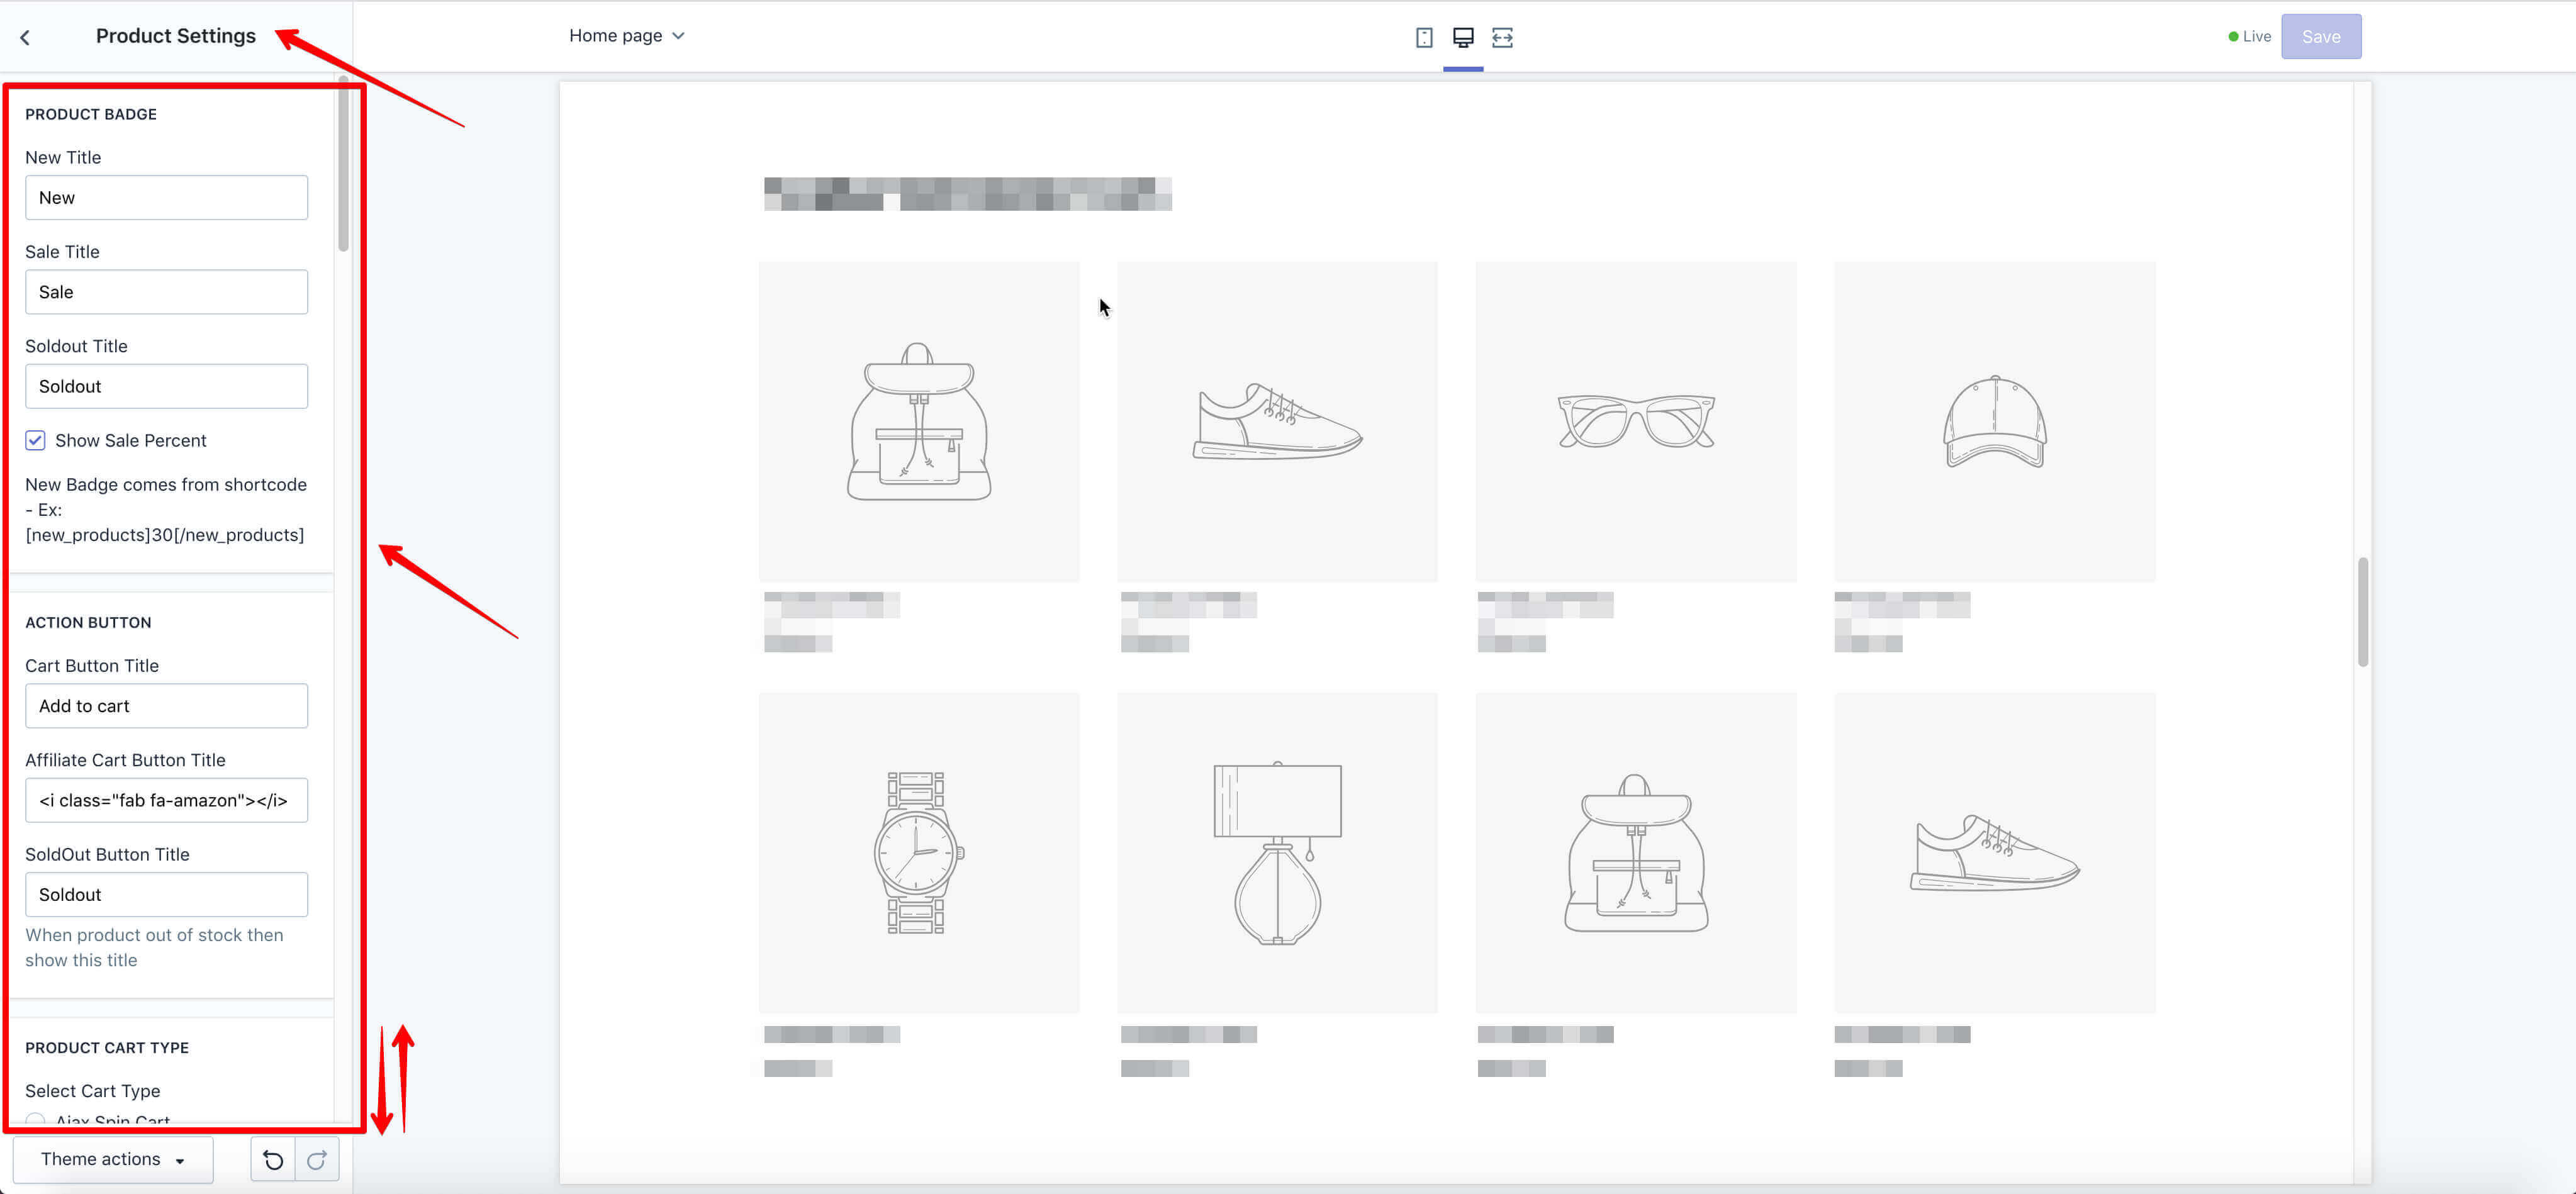 Product Settings
Home page
Live
Save
PRODUCT BADGE
New Title
New
Sale Title
Sale
Soldout Title
Soldout
Show Sale Percent
New Badge comes from shortcode
- Ex:
[new_products]30[/new_products]
ACTION BUTTON
Cart Button Title
Add to cart
Affiliate Cart Button Title
<i class="fab fa-amazon"></i>
SoldOut Button Title
Soldout
When product out of stock then
show this title
PRODUCT CART TYPE
Select Cart Type
Ajax Spin Cart
Theme actions